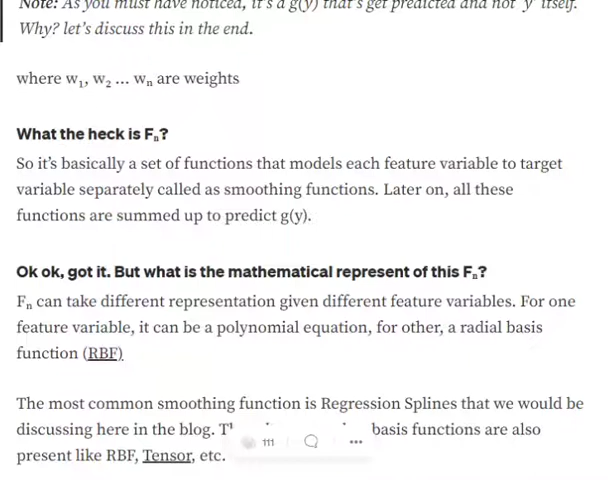 Note: As you must have noticed, it's a g(y) that's get predicted and not 'y' itself.
Why? let's discuss this in the end.
where w₁, w₂ ... wₙ are weights
What the heck is Fₙ?
So it's basically a set of functions that models each feature variable to target
variable separately called as smoothing functions. Later on, all these
functions are summed up to predict g(y).
Ok ok, got it. But what is the mathematical represent of this Fₙ?
Fₙ can take different representation given different feature variables. For one
feature variable, it can be a polynomial equation, for other, a radial basis
function (RBF)
The most common smoothing function is Regression Splines that we would be
discussing here in the blog. basis functions are also
111
present like RBF, Tensor, etc.